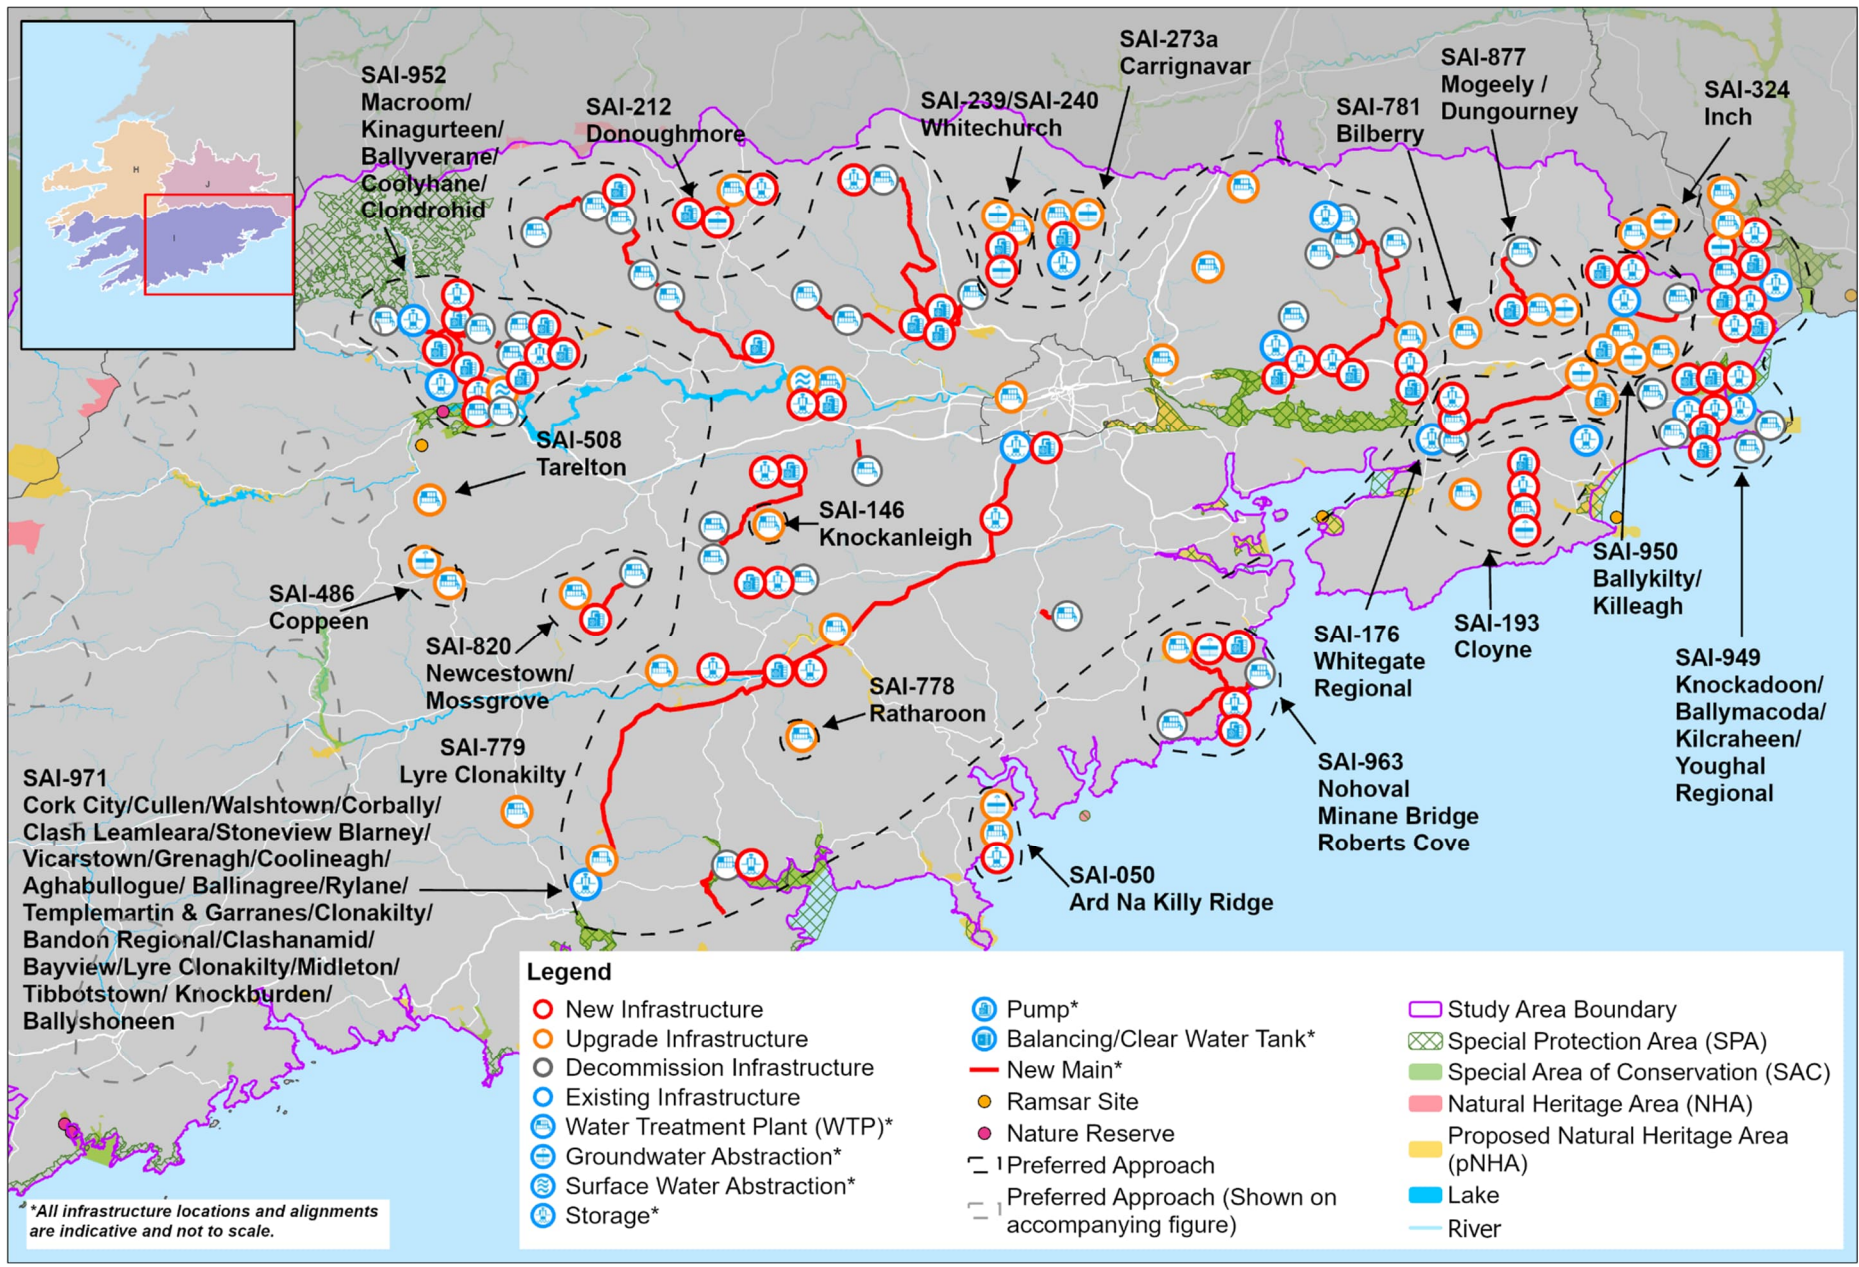 H
J
I
SAI-952
Macroom/
Kinagurteen/
Ballyverane/
Coolyhane/
Clondrohid
SAI-212
Donoughmore
SAI-239/SAI-240
Whitechurch
SAI-273a
Carrignavar
SAI-781
Bilberry
SAI-877
Mogeely /
Dungourney
SAI-324
Inch
SAI-508
Tarelton
SAI-146
Knockanleigh
SAI-486
Coppeen
SAI-820
Newcestown/
Mossgrove
SAI-778
Ratharoon
SAI-779
Lyre Clonakilty
SAI-176
Whitegate
Regional
SAI-193
Cloyne
SAI-950
Ballykilty/
Killeagh
SAI-949
Knockadoon/
Ballymacoda/
Kilcraheen/
Youghal
Regional
SAI-963
Nohoval
Minane Bridge
Roberts Cove
SAI-050
Ard Na Killy Ridge
SAI-971
Cork City/Cullen/Walshtown/Corbally/
Clash Leamleara/Stoneview Blarney/
Vicarstown/Grenagh/Coolineagh/
Aghabullogue/ Ballinagree/Rylane/
Templemartin & Garranes/Clonakilty/
Bandon Regional/Clashanamid/
Bayview/Lyre Clonakilty/Midleton/
Tibbotstown/ Knockburden/
Ballyshoneen
*All infrastructure locations and alignments
are indicative and not to scale.
Legend
New Infrastructure
Upgrade Infrastructure
Decommission Infrastructure
Existing Infrastructure
Water Treatment Plant (WTP)*
Groundwater Abstraction*
Surface Water Abstraction*
Storage*
Pump*
Balancing/Clear Water Tank*
New Main*
Ramsar Site
Nature Reserve
Preferred Approach
Preferred Approach (Shown on
accompanying figure)
Study Area Boundary
Special Protection Area (SPA)
Special Area of Conservation (SAC)
Natural Heritage Area (NHA)
Proposed Natural Heritage Area
(pNHA)
Lake
River